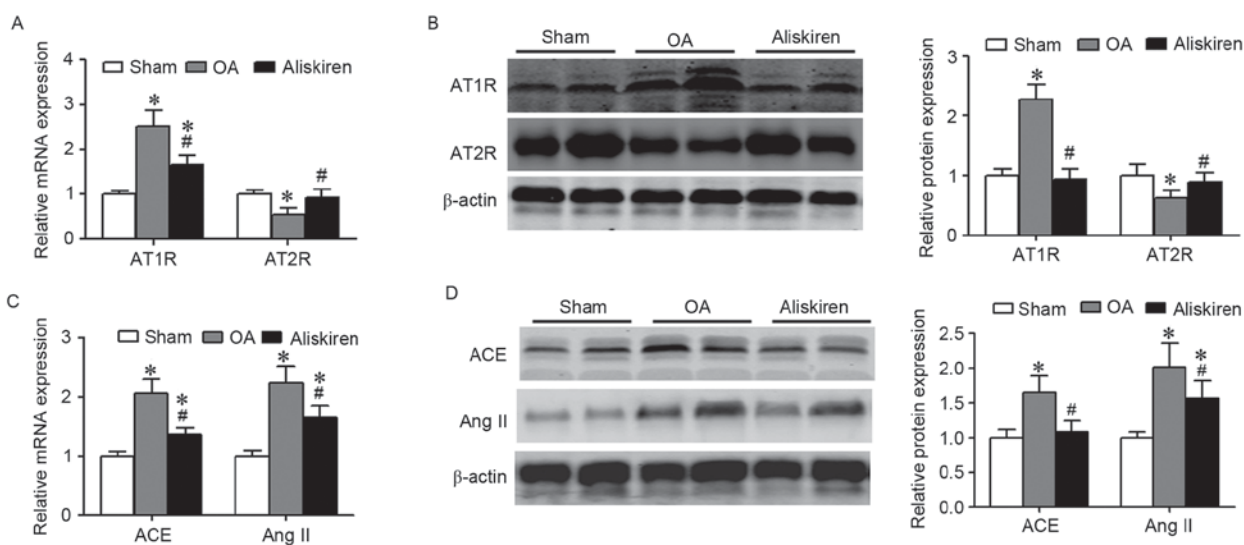 A
Relative mRNA expression
4
3
2
1
0
Sham OA Aliskiren
*
*
#
*
#
AT1R AT2R
B
Sham OA Aliskiren
AT1R
AT2R
β-actin
Relative protein expression
3
2
1
0
Sham OA Aliskiren
*
#
*
#
AT1R AT2R
C
Relative mRNA expression
3
2
1
0
Sham OA Aliskiren
*
*
#
*
*
#
ACE Ang II
D
Sham OA Aliskiren
ACE
Ang II
β-actin
Relative protein expression
2.5
2.0
1.5
1.0
0.5
0.0
Sham OA Aliskiren
*
#
*
*
#
ACE Ang II